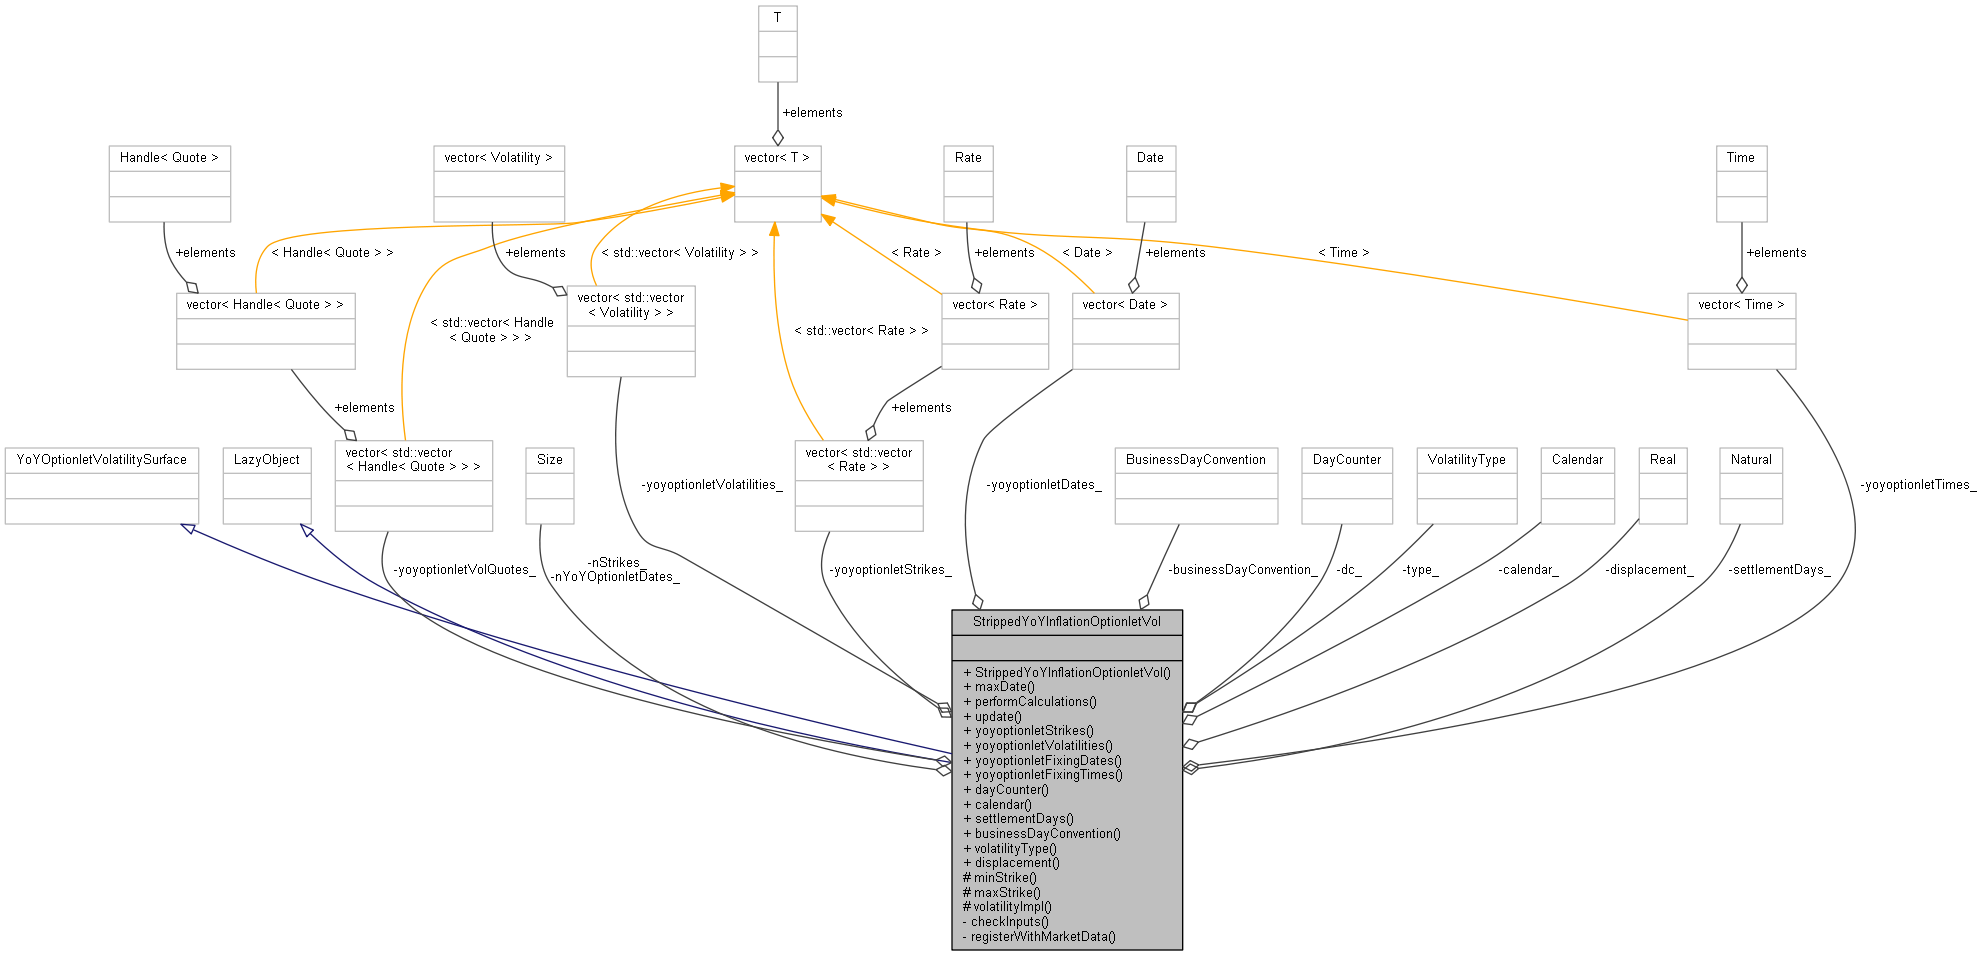 T
+elements
Handle< Quote >
vector< Volatility >
vector< T >
Rate
Date
Time
+elements
< Handle< Quote > >
+elements
< std::vector< Volatility > >
< Rate >
+elements
< Date >
+elements
< Time >
+elements
vector< Handle< Quote > >
vector< std::vector
< Volatility > >
vector< Rate >
vector< Date >
vector< Time >
< std::vector< Handle
< Quote > > >
< std::vector< Rate > >
+elements
+elements
YoYOptionletVolatilitySurface
LazyObject
vector< std::vector
< Handle< Quote > > >
Size
vector< std::vector
< Rate > >
BusinessDayConvention
DayCounter
VolatilityType
Calendar
Real
Natural
-yoyoptionletVolatilities_
-yoyoptionletDates_
-yoyoptionletTimes_
-yoyoptionletVolQuotes_
-nStrikes_
-nYoYOptionletDates_
-yoyoptionletStrikes_
-businessDayConvention_
-dc_
-type_
-calendar_
-displacement_
-settlementDays_
StrippedYoYInflationOptionletVol
+ StrippedYoYInflationOptionletVol()
+ maxDate()
+ performCalculations()
+ update()
+ yoyoptionletStrikes()
+ yoyoptionletVolatilities()
+ yoyoptionletFixingDates()
+ yoyoptionletFixingTimes()
+ dayCounter()
+ calendar()
+ settlementDays()
+ businessDayConvention()
+ volatilityType()
+ displacement()
# minStrike()
# maxStrike()
# volatilityImpl()
- checkInputs()
- registerWithMarketData()